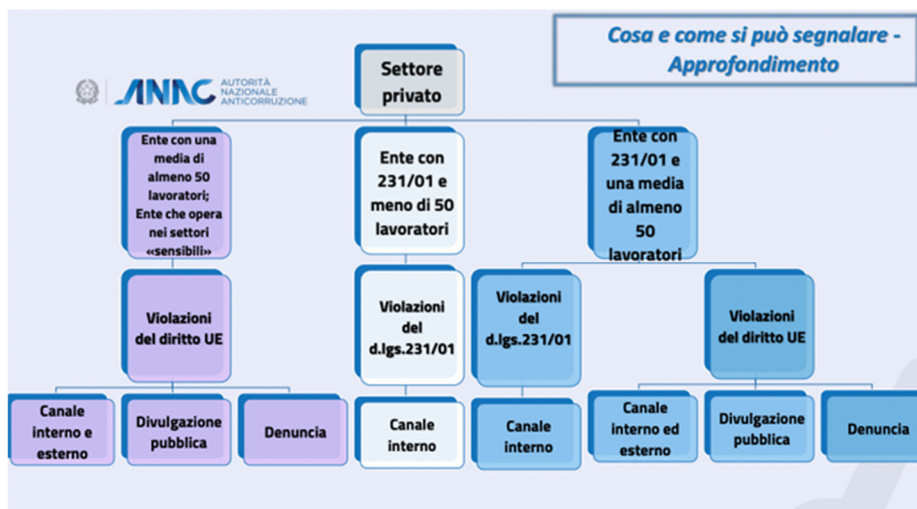 Cosa e come si può segnalare -
Approfondimento
ANAC
AUTORITÀ
NAZIONALE
ANTICORRUZIONE
Settore
privato
Ente con una
media di
almeno 50
lavoratori;
Ente che opera
nei settori
«sensibili»
Ente con
231/01 e
meno di 50
lavoratori
Ente con
231/01 e
una media
di almeno
50
lavoratori
Violazioni
del diritto UE
Violazioni
del
d.lgs.231/01
Violazioni
del
d.lgs.231/01
Violazioni
del diritto UE
Canale
interno e
esterno
Divulgazione
pubblica
Denuncia
Canale
interno
Canale
interno
Canale
interno ed
esterno
Divulgazione
pubblica
Denuncia